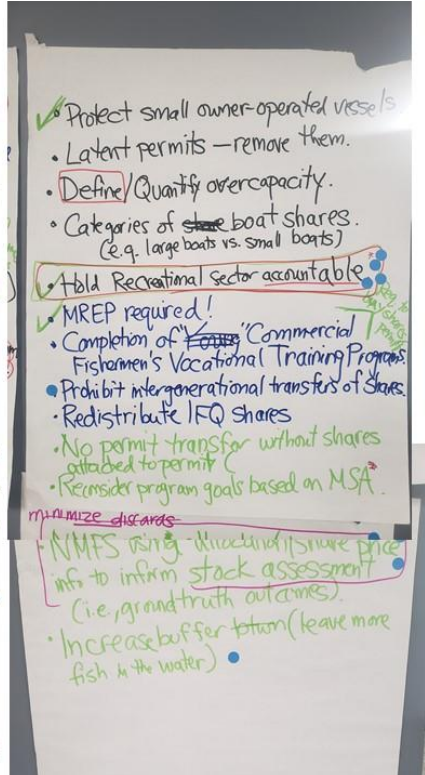 • Protect small owner-operated vessels
• Latent permits – remove them.
• Define/Quantify overcapacity.
• Categories of boat shares.
(e.g. large boats vs. small boats)
• Hold Recreational sector accountable
• MREP required!
• Completion of "Young" Commercial
Fishermen's Vocational Training Program
• Prohibit intergenerational transfers of shares.
• Redistribute IFQ shares
• No permit transfer without shares
attached to permit (
• Reconsider program goals based on MSA*
minimize discards
• NMFS using share price
info to inform stock assessment
(i.e., groundtruth outcomes).
• Increase buffer btwn (leave more
fish in the water)